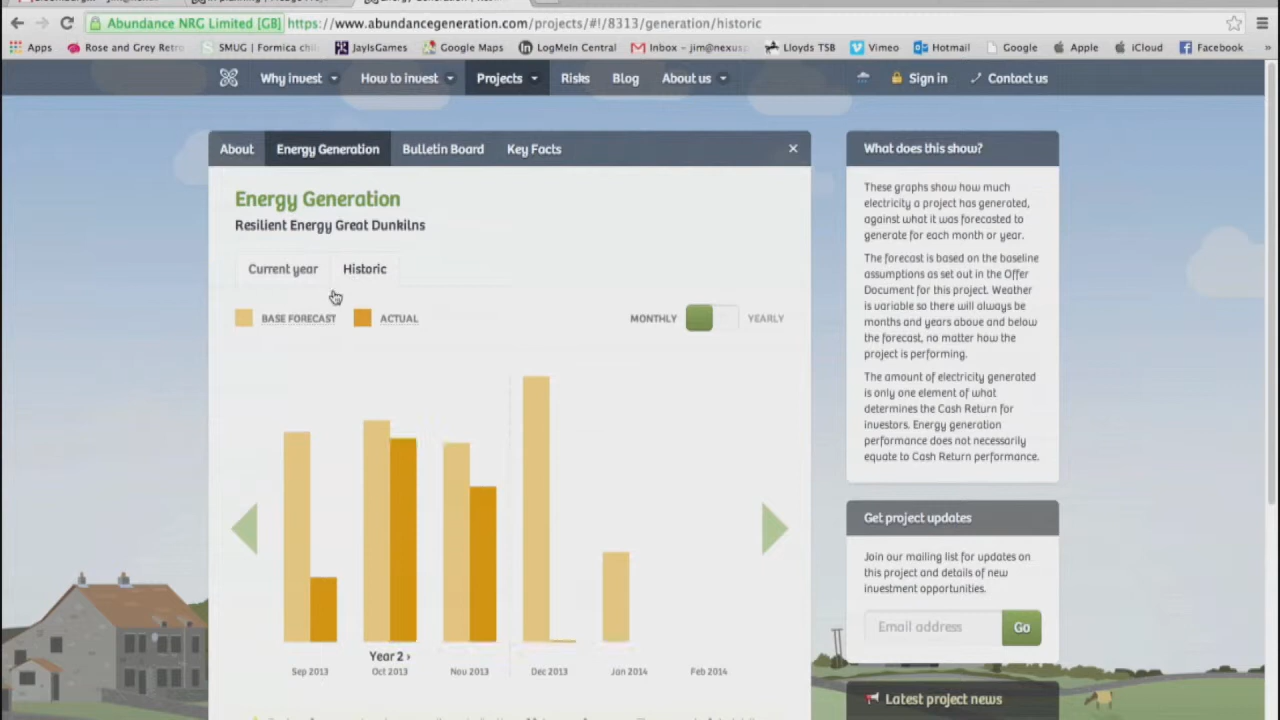 Abundance NRG Limited [GB] https://www.abundancegeneration.com/projects/#!/8313/generation/historic
Apps Rose and Grey Retro SMUG | Formica chi JayIsGames Google Maps LogMeIn Central Inbox – jim@nexus Lloyds TSB Vimeo Hotmail Google Apple iCloud Facebook »
Why invest How to invest Projects Risks Blog About us Sign in Contact us
About Energy Generation Bulletin Board Key Facts ×
Energy Generation
Resilient Energy Great Dunkilns
Current year Historic
BASE FORECAST ACTUAL MONTHLY YEARLY
Year 2 ›
Sep 2013 Oct 2013 Nov 2013 Dec 2013 Jan 2014 Feb 2014
What does this show?
These graphs show how much
electricity a project has generated,
against what it was forecasted to
generate for each month or year.
The forecast is based on the baseline
assumptions as set out in the Offer
Document for this project. Weather
is variable so there will always be
months and years above and below
the forecast, no matter how the
project is performing.
The amount of electricity generated
is only one element of what
determines the Cash Return for
investors. Energy generation
performance does not necessarily
equate to Cash Return performance.
Get project updates
Join our mailing list for updates on
this project and details of new
investment opportunities.
Email address Go
Latest project news